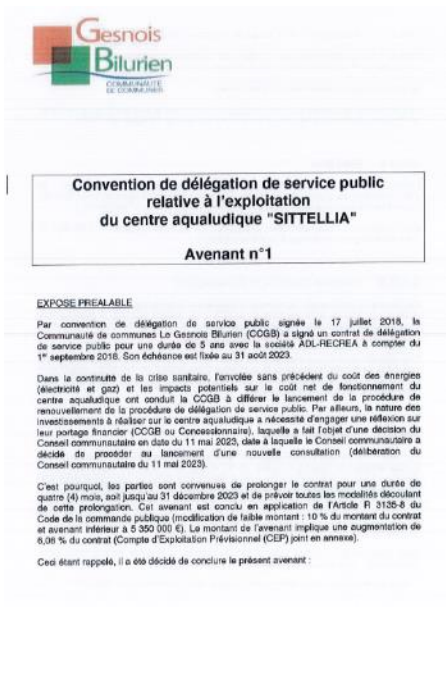 Gesnois
Bilurien
COMMUNAUTÉ
DE COMMUNES
Convention de délégation de service public
relative à l'exploitation
du centre aqualudique "SITTELLIA"
Avenant n°1
EXPOSE PREALABLE
Par convention de délégation de service public signée le 17 juillet 2018, la
Communauté de communes Le Gesnois Bilurien (CCGB) a signé un contrat de délégation
de service public pour une durée de 5 ans avec la société ADL-RECREA à compter du
1er septembre 2018. Son échéance est fixée au 31 août 2023.
Dans la continuité de la crise sanitaire, l'envolée sans précédent du coût des énergies
(électricité et gaz) et les impacts potentiels sur le coût net de fonctionnement du
centre aqualudique ont conduit la CCGB à différer le lancement de la procédure de
renouvellement de la procédure de délégation de service public. Par ailleurs, la nature des
investissements à réaliser sur le centre aqualudique a nécessité d'engager une réflexion sur
leur portage financier (CCGB ou Concessionnaire), laquelle a fait l'objet d'une décision du
Conseil communautaire en date du 11 mai 2023, date à laquelle le Conseil communautaire a
décidé de procéder au lancement d'une nouvelle consultation (délibération du
Conseil communautaire du 11 mai 2023).
C'est pourquoi, les parties sont convenues de prolonger le contrat pour une durée de
quatre (4) mois, soit jusqu'au 31 décembre 2023 et de prévoir toutes les modalités découlant
de cette prolongation. Cet avenant est conclu en application de l'Article R 3135-8 du
Code de la commande publique (modification de faible montant : 10 % du montant du contrat
et avenant inférieur à 5 350 000 €). Le montant de l'avenant implique une augmentation de
6,06 % du contrat (Compte d'Exploitation Prévisionnel (CEP) joint en annexe).
Ceci étant rappelé, il a été décidé de conclure le présent avenant :